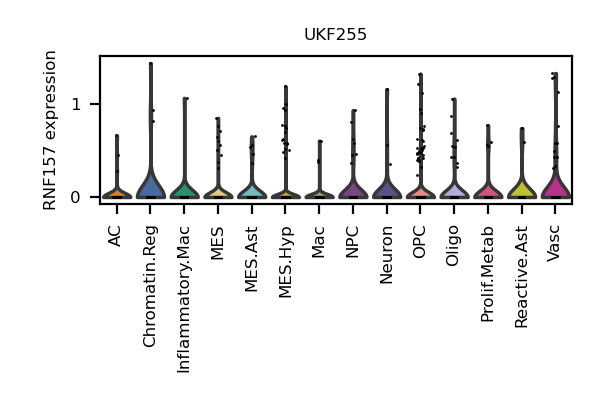 UKF255
RNF157 expression
1
0
AC
Chromatin.Reg
Inflammatory.Mac
MES
MES.Ast
MES.Hyp
Mac
NPC
Neuron
OPC
Oligo
Prolif.Metab
Reactive.Ast
Vasc